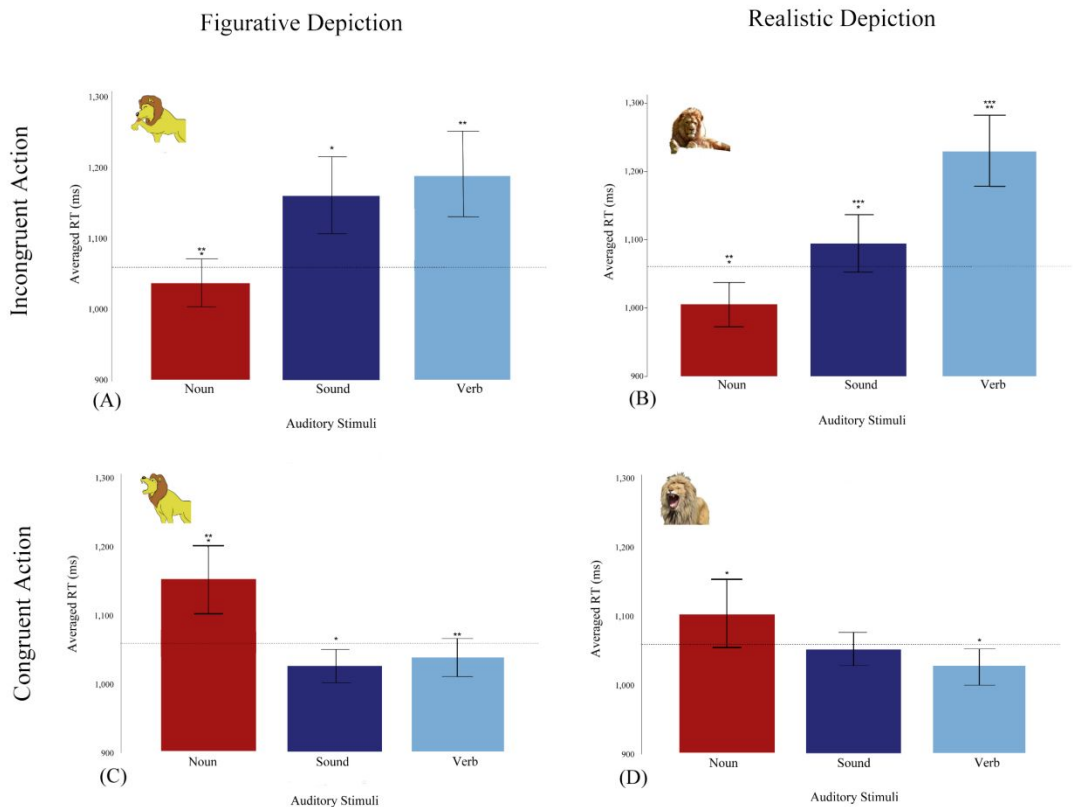 Figurative Depiction
Realistic Depiction
Incongruent Action
Averaged RT (ms)
1,300
1,200
1,100
1,000
900
**
*
*
**
Noun
Sound
Verb
(A)
Auditory Stimuli
Averaged RT (ms)
1,300
1,200
1,100
1,000
900
**
*
***
*
***
**
Noun
Sound
Verb
(B)
Auditory Stimuli
Congruent Action
Averaged RT (ms)
1,300
1,200
1,100
1,000
900
**
*
*
**
Noun
Sound
Verb
(C)
Auditory Stimuli
Averaged RT (ms)
1,300
1,200
1,100
1,000
900
*
*
Noun
Sound
Verb
(D)
Auditory Stimuli